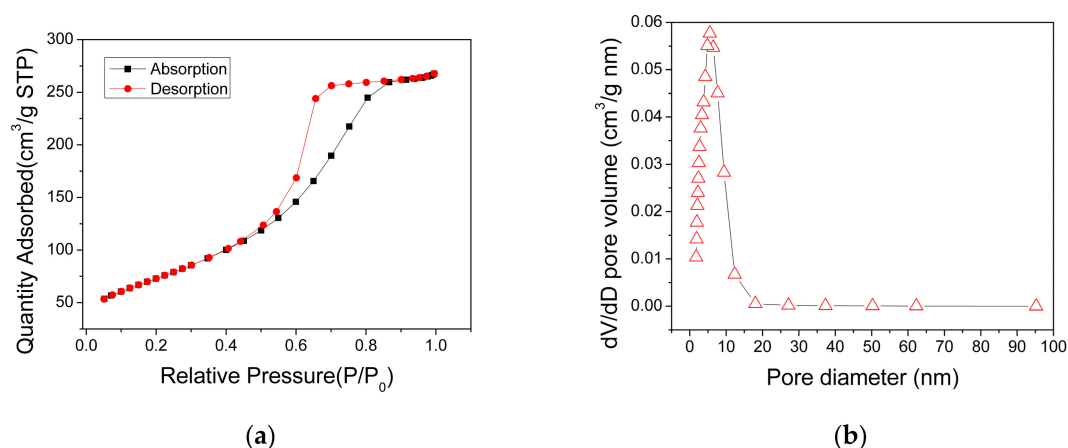 300
250
200
150
100
50
Quantity Adsorbed(cm³/g STP)
Absorption
Desorption
0.0 0.2 0.4 0.6 0.8 1.0
Relative Pressure(P/P₀)
(a)
0.06
0.05
0.04
0.03
0.02
0.01
0.00
dV/dD pore volume (cm³/g nm)
0 10 20 30 40 50 60 70 80 90 100
Pore diameter (nm)
(b)